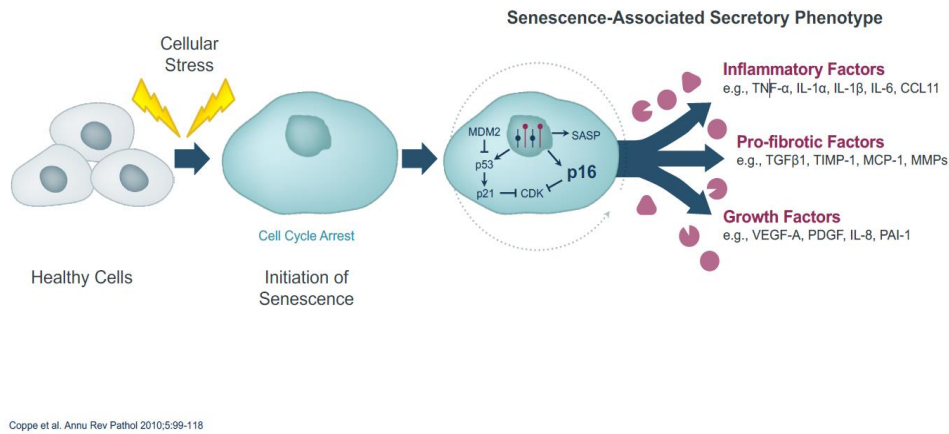 Senescence-Associated Secretory Phenotype
Cellular
Stress
Healthy Cells
Cell Cycle Arrest
Initiation of
Senescence
MDM2
SASP
p53
p16
p21
CDK
Inflammatory Factors
e.g., TNF-α, IL-1α, IL-1β, IL-6, CCL11
Pro-fibrotic Factors
e.g., TGFβ1, TIMP-1, MCP-1, MMPs
Growth Factors
e.g., VEGF-A, PDGF, IL-8, PAI-1
Coppe et al. Annu Rev Pathol 2010;5:99-118